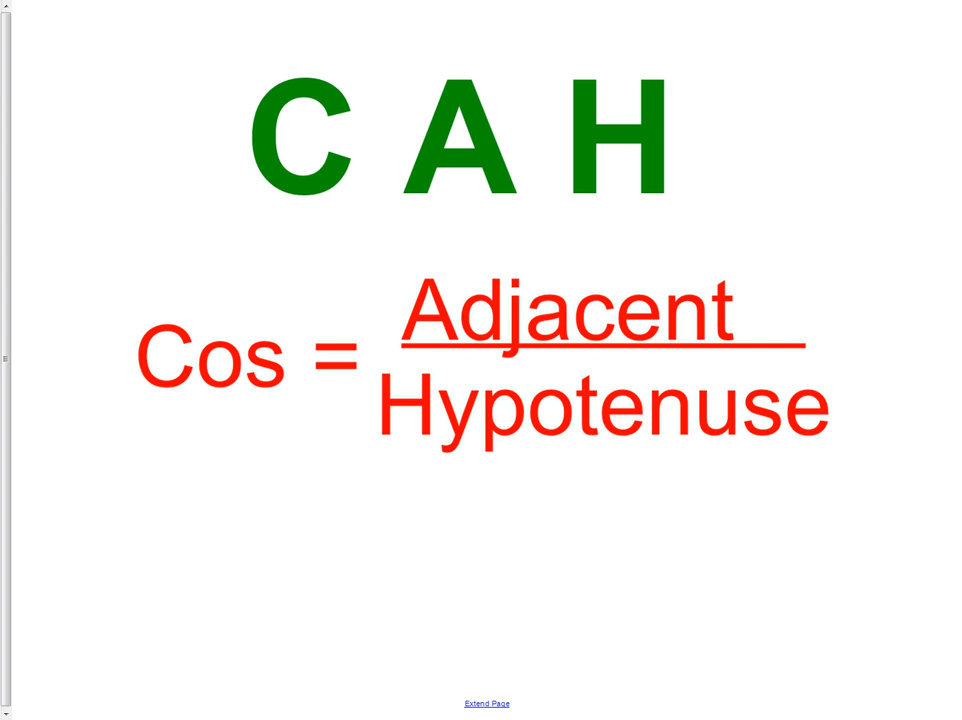 C A H
Adjacent
Cos =
Hypotenuse
Extend Page